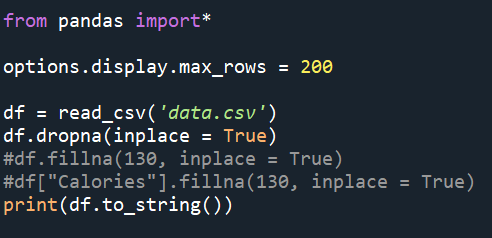 from pandas import*
options.display.max_rows = 200
df = read_csv('data.csv')
df.dropna(inplace = True)
#df.fillna(130, inplace = True)
#df["Calories"].fillna(130, inplace = True)
print(df.to_string())